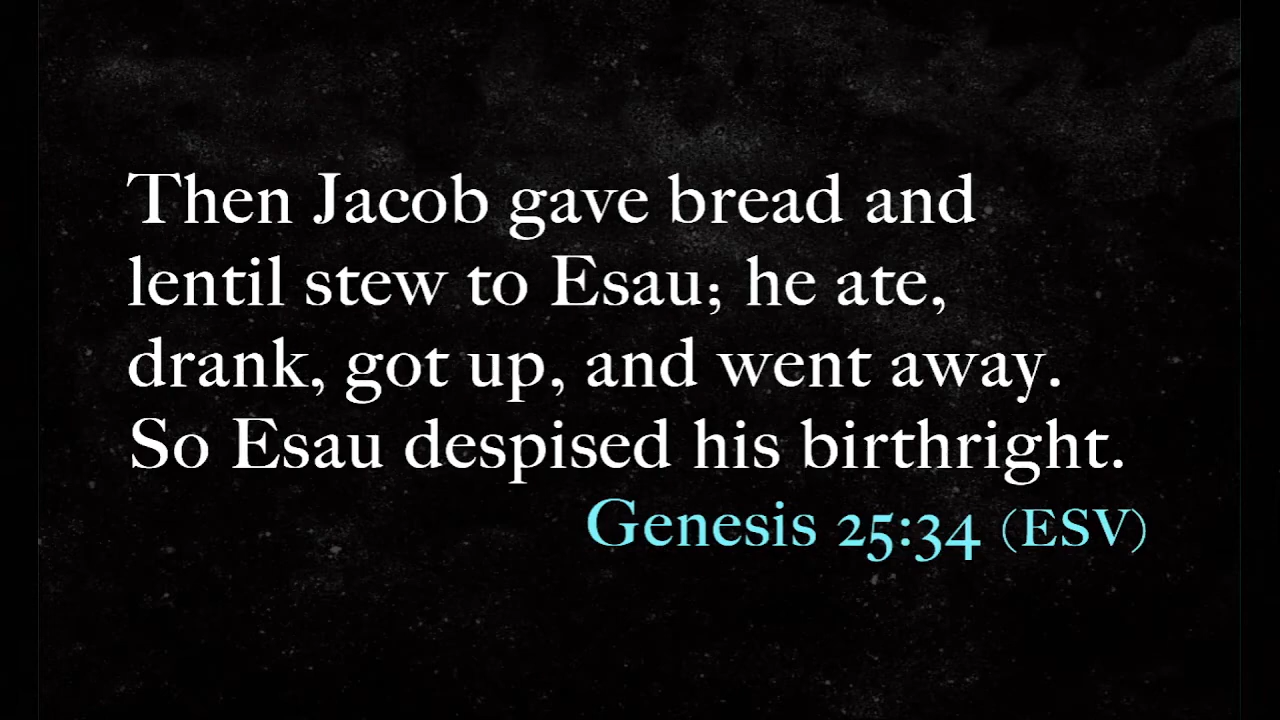 Then Jacob gave bread and
lentil stew to Esau; he ate,
drank, got up, and went away.
So Esau despised his birthright.
Genesis 25:34 (ESV)